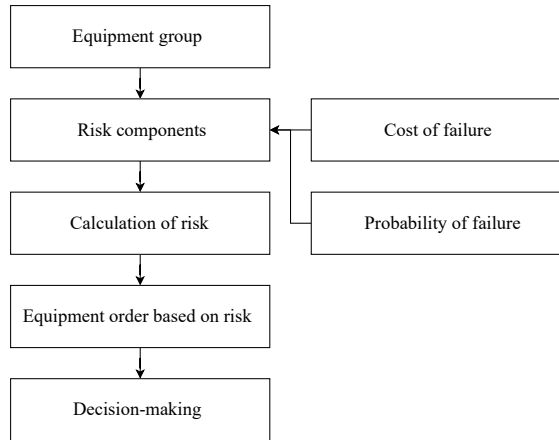 Equipment group
Risk components
Cost of failure
Calculation of risk
Probability of failure
Equipment order based on risk
Decision-making